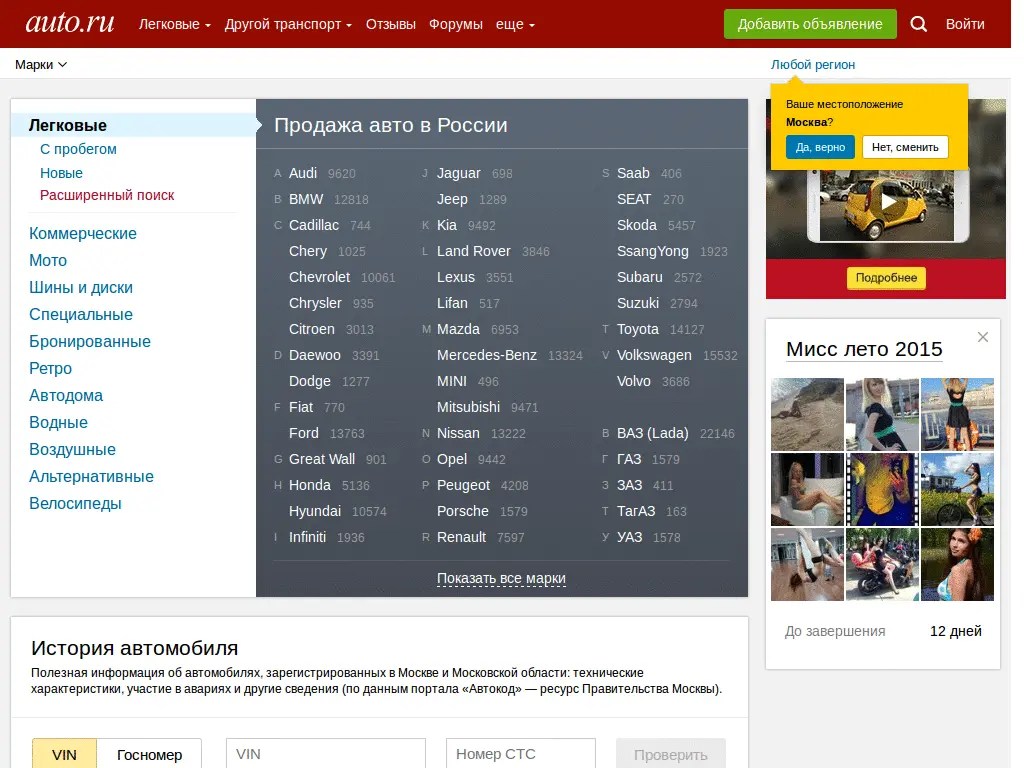 auto.ru Легковые Другой транспорт Отзывы Форумы еще Добавить объявление Войти
Марки Любой регион
Ваше местоположение
Москва?
Да, верно Нет, сменить
Подробнее
Легковые
С пробегом
Новые
Расширенный поиск
Коммерческие
Мото
Шины и диски
Специальные
Бронированные
Ретро
Автодома
Водные
Воздушные
Альтернативные
Велосипеды
Продажа авто в России
A Audi 9620 J Jaguar 698 S Saab 406
B BMW 12818 Jeep 1289 SEAT 270
C Cadillac 744 K Kia 9492 Skoda 5457
Chery 1025 L Land Rover 3846 SsangYong 1923
Chevrolet 10061 Lexus 3551 Subaru 2572
Chrysler 935 Lifan 517 Suzuki 2794
Citroen 3013 M Mazda 6953 T Toyota 14127
D Daewoo 3391 Mercedes-Benz 13324 V Volkswagen 15532
Dodge 1277 MINI 496 Volvo 3686
F Fiat 770 Mitsubishi 9471
Ford 13763 N Nissan 13222 В ВАЗ (Lada) 22146
G Great Wall 901 O Opel 9442 Г ГАЗ 1579
H Honda 5136 P Peugeot 4208 З ЗАЗ 411
Hyundai 10574 Porsche 1579 Т ТагАЗ 163
I Infiniti 1936 R Renault 7597 У УАЗ 1578
Показать все марки
Мисс лето 2015
До завершения 12 дней
История автомобиля
Полезная информация об автомобилях, зарегистрированных в Москве и Московской области: технические
характеристики, участие в авариях и другие сведения (по данным портала «Автокод» — ресурс Правительства Москвы).
VIN Госномер VIN Номер СТС Проверить